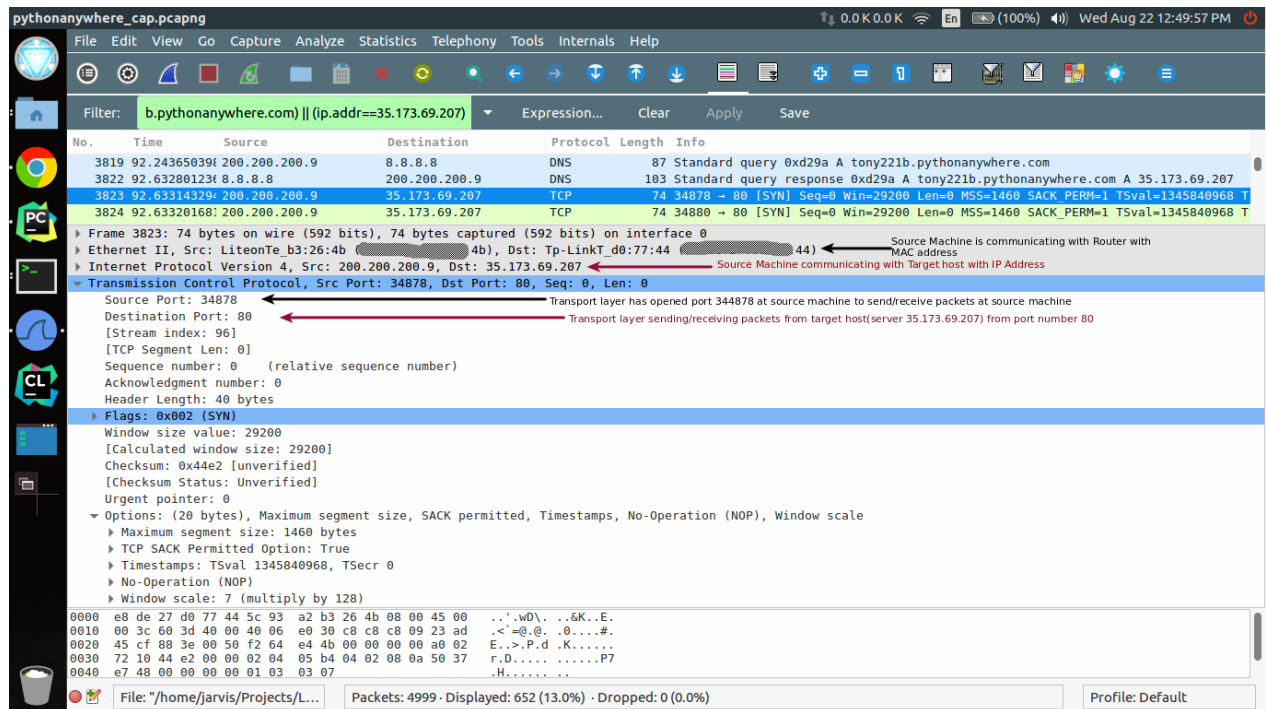 pythonanywhere_cap.pcapng 0.0 K 0.0 K En (100%) Wed Aug 22 12:49:57 PM
File Edit View Go Capture Analyze Statistics Telephony Tools Internals Help
Filter: b.pythonanywhere.com) || (ip.addr==35.173.69.207) Expression... Clear Apply Save
No. Time Source Destination Protocol Length Info
3819 92.243650398 200.200.200.9 8.8.8.8 DNS 87 Standard query 0xd29a A tony221b.pythonanywhere.com
3822 92.632801236 8.8.8.8 200.200.200.9 DNS 103 Standard query response 0xd29a A tony221b.pythonanywhere.com A 35.173.69.207
3823 92.633143294 200.200.200.9 35.173.69.207 TCP 74 34878 → 80 [SYN] Seq=0 Win=29200 Len=0 MSS=1460 SACK_PERM=1 TSval=1345840968 T
3824 92.633201681 200.200.200.9 35.173.69.207 TCP 74 34880 → 80 [SYN] Seq=0 Win=29200 Len=0 MSS=1460 SACK_PERM=1 TSval=1345840968 T
Frame 3823: 74 bytes on wire (592 bits), 74 bytes captured (592 bits) on interface 0
Ethernet II, Src: LiteonTe_b3:26:4b ( 4b), Dst: Tp-LinkT_d0:77:44 ( 44)
Source Machine is communicating with Router with
MAC address
Internet Protocol Version 4, Src: 200.200.200.9, Dst: 35.173.69.207
Source Machine communicating with Target host with IP Address
Transmission Control Protocol, Src Port: 34878, Dst Port: 80, Seq: 0, Len: 0
Source Port: 34878
Transport layer has opened port 344878 at source machine to send/receive packets at source machine
Destination Port: 80
Transport layer sending/receiving packets from target host(server 35.173.69.207) from port number 80
[Stream index: 96]
[TCP Segment Len: 0]
Sequence number: 0 (relative sequence number)
Acknowledgment number: 0
Header Length: 40 bytes
Flags: 0x002 (SYN)
Window size value: 29200
[Calculated window size: 29200]
Checksum: 0x44e2 [unverified]
[Checksum Status: Unverified]
Urgent pointer: 0
Options: (20 bytes), Maximum segment size, SACK permitted, Timestamps, No-Operation (NOP), Window scale
Maximum segment size: 1460 bytes
TCP SACK Permitted Option: True
Timestamps: TSval 1345840968, TSecr 0
No-Operation (NOP)
Window scale: 7 (multiply by 128)
0000 e8 de 27 d0 77 44 5c 93 a2 b3 26 4b 08 00 45 00 ..'.wD\. ..&K..E.
0010 00 3c 60 3d 40 00 40 06 e0 30 c8 c8 c8 09 23 ad .<`=@.@. .0....#.
0020 45 cf 88 3e 00 50 f2 64 e4 4b 00 00 00 00 a0 02 E..>.P.d .K......
0030 72 10 44 e2 00 00 02 04 05 b4 04 02 08 0a 50 37 r.D..... ......P7
0040 e7 48 00 00 00 00 01 03 03 07 .H...... ..
File: "/home/jarvis/Projects/L... Packets: 4999 · Displayed: 652 (13.0%) · Dropped: 0 (0.0%) Profile: Default
PC
CL